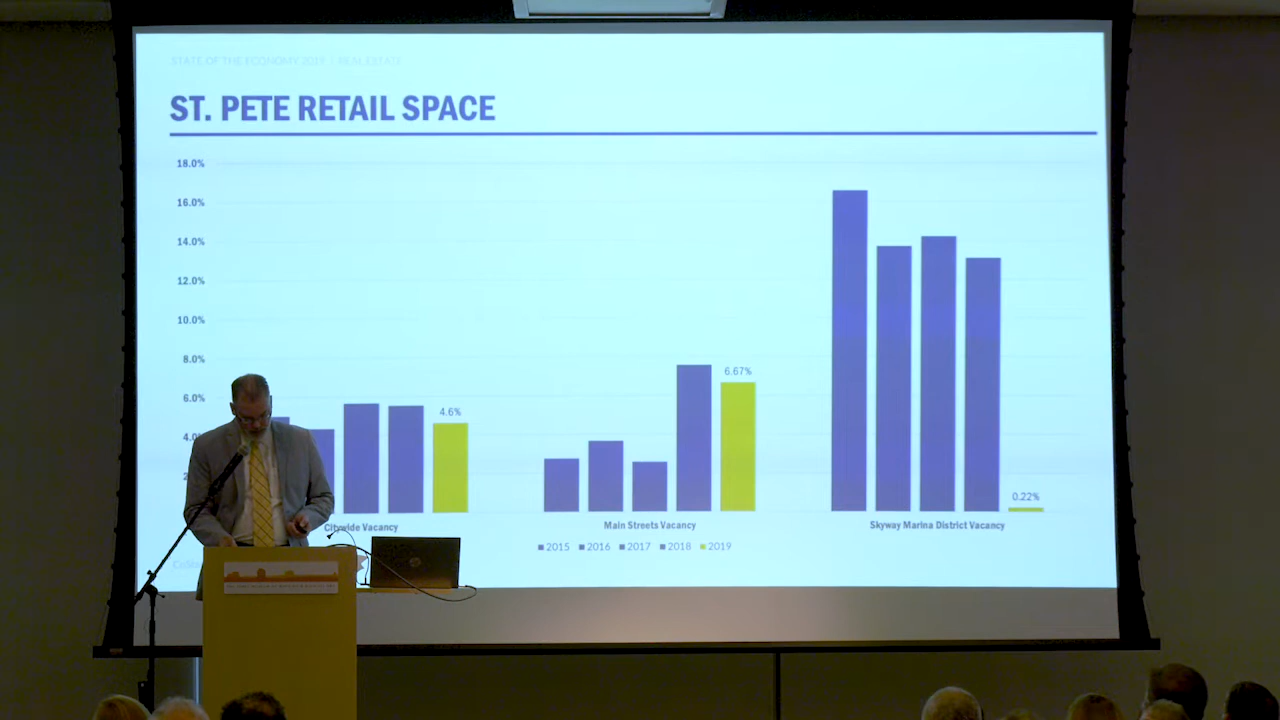 STATE OF THE ECONOMY 2019 | REAL ESTATE
ST. PETE RETAIL SPACE
18.0%
16.0%
14.0%
12.0%
10.0%
8.0%
6.0%
4.0
2
4.6%
6.67%
0.22%
Citywide Vacancy
Main Streets Vacancy
Skyway Marina District Vacancy
2015 2016 2017 2018 2019